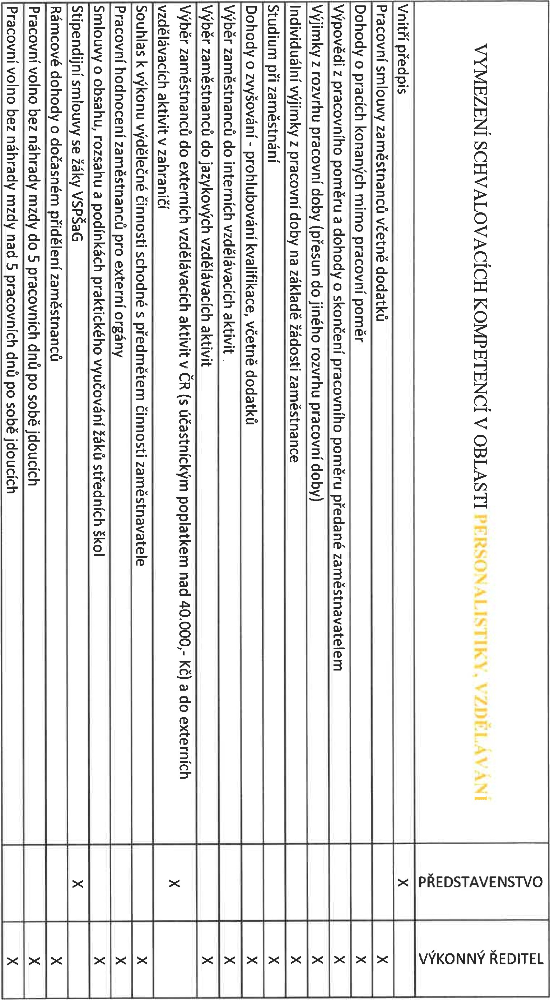 VYMEZENÍ SCHVALOVACÍCH KOMPETENCÍ V OBLASTI PERSONALISTIKY, VZDĚLÁVÁNÍ PŘEDSTAVENSTVO VÝKONNÝ ŘEDITEL
Vnitří předpis X
Pracovní smlouvy zaměstnanců včetně dodatků X
Dohody o pracích konaných mimo pracovní poměr X
Výpovědi z pracovního poměru a dohody o skončení pracovního poměru předané zaměstnavatelem X
Výjimky z rozvrhu pracovní doby (přesun do jiného rozvrhu pracovní doby) X
Individuální výjimky z pracovní doby na základě žádosti zaměstnance X
Studium při zaměstnání X
Dohody o zvyšování - prohlubování kvalifikace, včetně dodatků X
Výběr zaměstnanců do interních vzdělávacích aktivit X
Výběr zaměstnanců do jazykových vzdělávacích aktivit X
Výběr zaměstnanců do externích vzdělávacích aktivit v ČR (s účastníckým poplatkem nad 40.000,- Kč) a do externích
vzdělávacích aktivit v zahraničí X
Souhlas k výkonu výdělečné činnosti schodné s předmětem činnosti zaměstnavatele X
Pracovní hodnocení zaměstnanců pro externí orgány X
Smlouvy o obsahu, rozsahu a podínkách praktického vyučování žáků středních škol X
Stipendijní smlouvy se žáky VSPŠaG X
Rámcové dohody o dočasném přidělení zaměstnanců X
Pracovní volno bez náhrady mzdy do 5 pracovních dnů po sobě jdoucích X
Pracovní volno bez náhrady mzdy nad 5 pracovních dnů po sobě jdoucích X